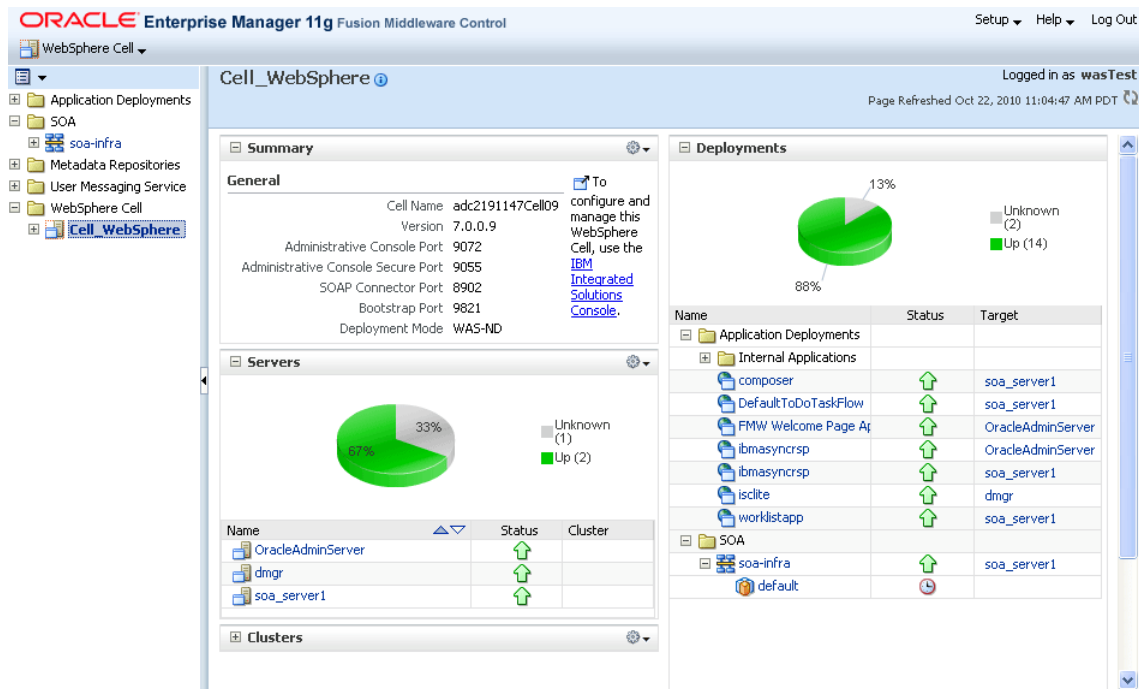 ORACLE Enterprise Manager 11g Fusion Middleware Control
Setup Help Log Out
WebSphere Cell
Application Deployments
SOA
soa-infra
Metadata Repositories
User Messaging Service
WebSphere Cell
Cell_WebSphere
Cell_WebSphere
Logged in as wasTest
Page Refreshed Oct 22, 2010 11:04:47 AM PDT
Summary
General
Cell Name adc2191147Cell09
Version 7.0.0.9
Administrative Console Port 9072
Administrative Console Secure Port 9055
SOAP Connector Port 8902
Bootstrap Port 9821
Deployment Mode WAS-ND
To
configure and
manage this
WebSphere
Cell, use the
IBM
Integrated
Solutions
Console.
Servers
33%
67%
Unknown
(1)
Up (2)
Name Status Cluster
OracleAdminServer
dmgr
soa_server1
Clusters
Deployments
13%
88%
Unknown
(2)
Up (14)
Name Status Target
Application Deployments
Internal Applications
composer soa_server1
DefaultToDoTaskFlow soa_server1
FMW Welcome Page Ap OracleAdminServer
ibmasyncrsp OracleAdminServer
ibmasyncrsp soa_server1
isclite dmgr
worklistapp soa_server1
SOA
soa-infra soa_server1
default